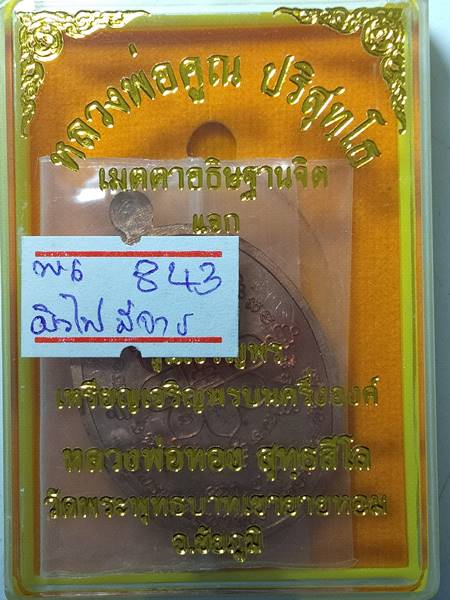 หลวงพ่อคูณ ปริสุทฺโธ
เมตตาอธิษฐานจิต
แจก
843
ผิวไฟ มีจาร
เหรียญเจริญพรบนครึ่งองค์
หลวงพ่อทอง สุทฺธสีโล
วัดพระพุทธบาทเขายายหอม
จ.ชัยภูมิ